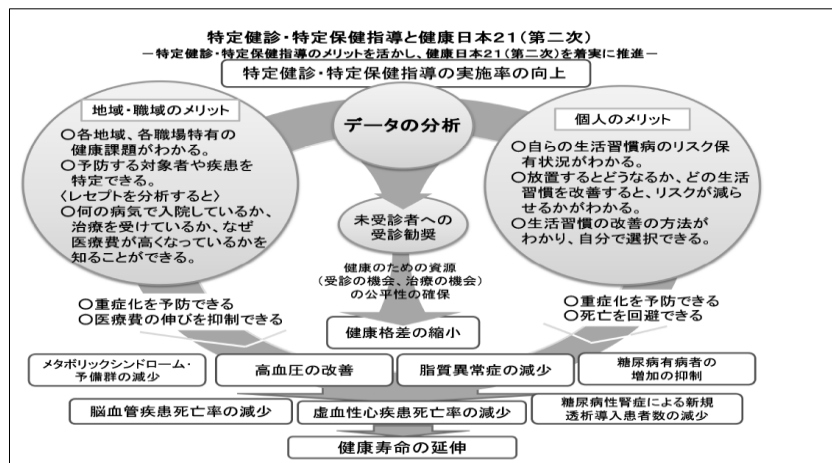 特定健診・特定保健指導と健康日本21(第二次)
－特定健診・特定保健指導のメリットを活かし、健康日本21(第二次)を着実に推進－
特定健診・特定保健指導の実施率の向上
地域・職域のメリット
○各地域、各職場特有の
健康課題がわかる。
○予防する対象者や疾患を
特定できる。
〈レセプトを分析すると〉
○何の病気で入院しているか、
治療を受けているか、なぜ
医療費が高くなっているかを
知ることができる。
データの分析
個人のメリット
○自らの生活習慣病のリスク保
有状況がわかる。
○放置するとどうなるか、どの生活
習慣を改善すると、リスクが減ら
せるかがわかる。
○生活習慣の改善の方法が
わかり、自分で選択できる。
未受診者への
受診勧奨
健康のための資源
(受診の機会、治療の機会)
の公平性の確保
○重症化を予防できる
○医療費の伸びを抑制できる
○重症化を予防できる
○死亡を回避できる
健康格差の縮小
メタボリックシンドローム・
予備群の減少
高血圧の改善
脂質異常症の減少
糖尿病有病者の
増加の抑制
脳血管疾患死亡率の減少
虚血性心疾患死亡率の減少
糖尿病性腎症による新規
透析導入患者数の減少
健康寿命の延伸